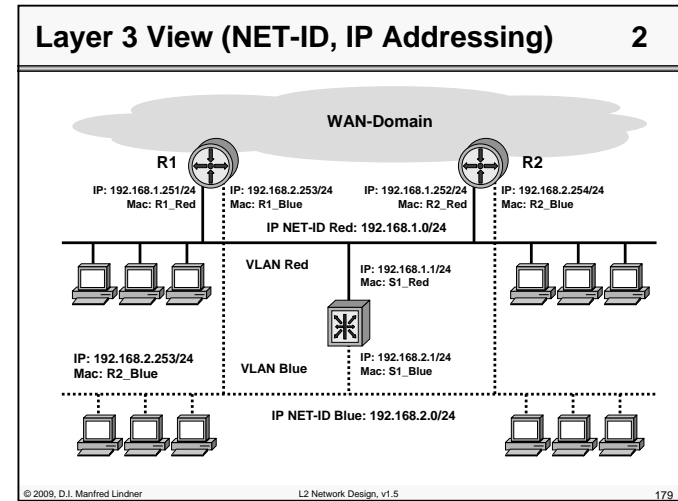 Layer 3 View (NET-ID, IP Addressing) 2
WAN-Domain
R1
R2
IP: 192.168.1.251/24
Mac: R1_Red
IP: 192.168.2.253/24
Mac: R1_Blue
IP: 192.168.1.252/24
Mac: R2_Red
IP: 192.168.2.254/24
Mac: R2_Blue
IP NET-ID Red: 192.168.1.0/24
VLAN Red
IP: 192.168.1.1/24
Mac: S1_Red
IP: 192.168.2.253/24
Mac: R2_Blue
VLAN Blue
IP: 192.168.2.1/24
Mac: S1_Blue
IP NET-ID Blue: 192.168.2.0/24
© 2009, D.I. Manfred Lindner
L2 Network Design, v1.5
179